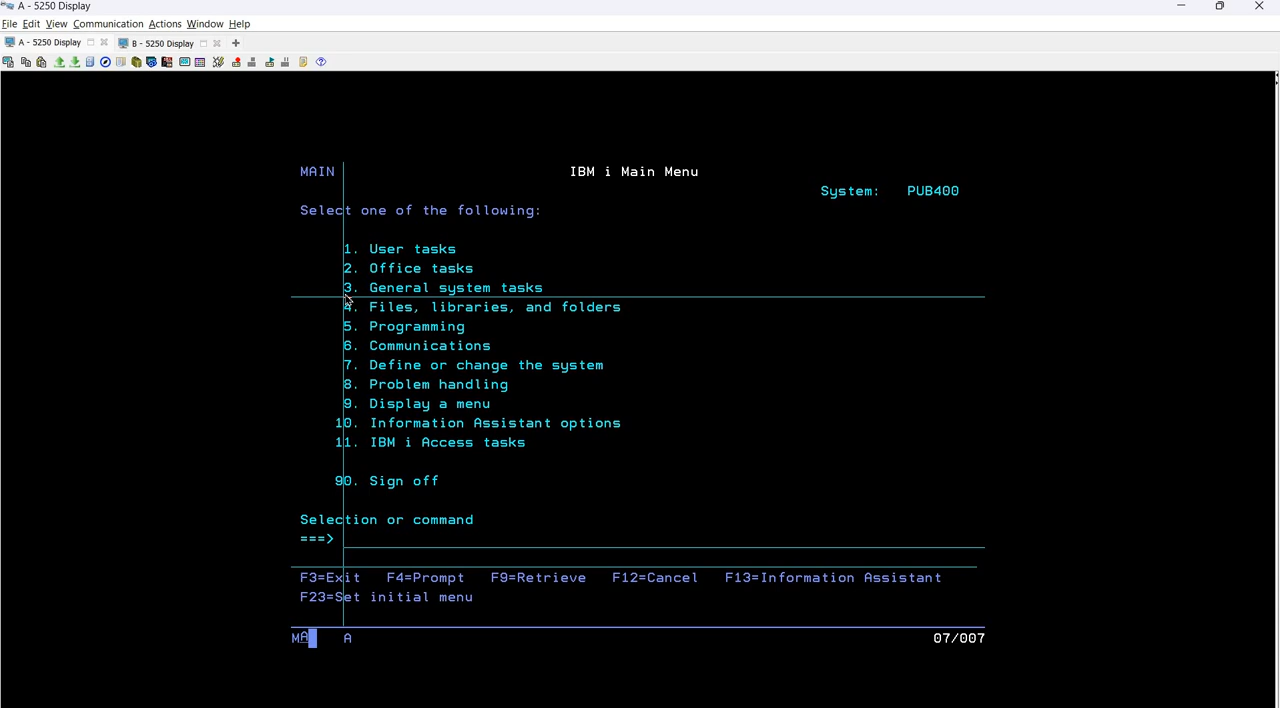 A - 5250 Display
File Edit View Communication Actions Window Help
A - 5250 Display B - 5250 Display
MAIN IBM i Main Menu
System: PUB400
Select one of the following:
1. User tasks
2. Office tasks
3. General system tasks
4. Files, libraries, and folders
5. Programming
6. Communications
7. Define or change the system
8. Problem handling
9. Display a menu
10. Information Assistant options
11. IBM i Access tasks
90. Sign off
Selection or command
===>
F3=Exit F4=Prompt F9=Retrieve F12=Cancel F13=Information Assistant
F23=Set initial menu
MA A 07/007